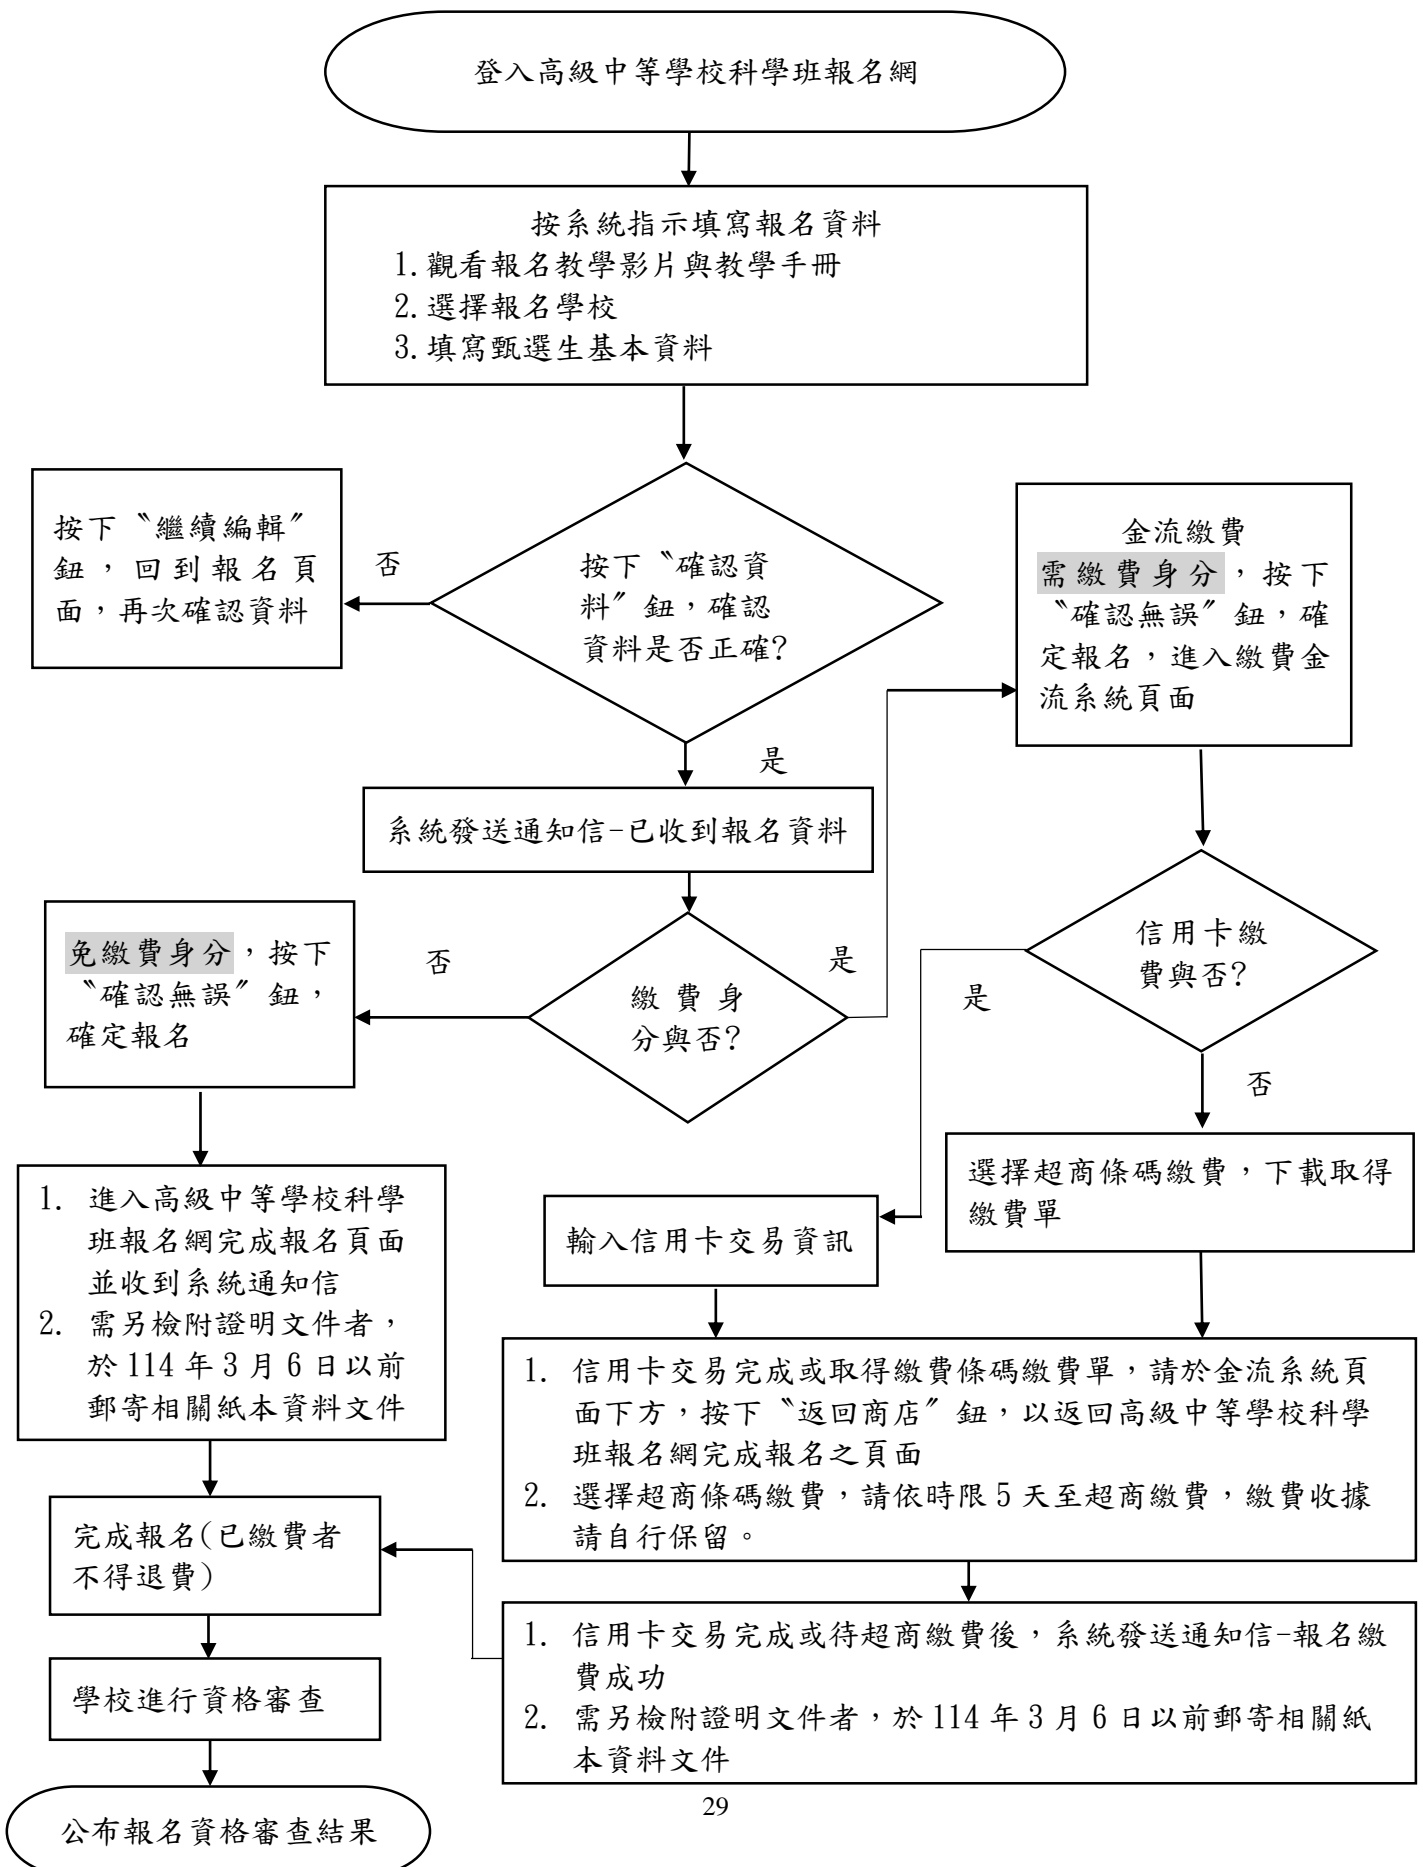 登入高級中等學校科學班報名網
按系統指示填寫報名資料
1.觀看報名教學影片與教學手冊
2.選擇報名學校
3.填寫甄選生基本資料
按下〝繼續編輯〞
鈕，回到報名頁
面，再次確認資料
否
按下〝確認資
料〞鈕，確認
資料是否正確?
金流繳費
需繳費身分，按下
〝確認無誤〞鈕，確
定報名，進入繳費金
流系統頁面
是
系統發送通知信-已收到報名資料
免繳費身分，按下
〝確認無誤〞鈕，
確定報名
否
繳費身
分與否?
是
信用卡繳
費與否?
是
否
選擇超商條碼繳費，下載取得
繳費單
輸入信用卡交易資訊
1. 進入高級中等學校科學
班報名網完成報名頁面
並收到系統通知信
2. 需另檢附證明文件者，
於 114 年 3 月 6 日以前
郵寄相關紙本資料文件
1. 信用卡交易完成或取得繳費條碼繳費單，請於金流系統頁
面下方，按下〝返回商店〞鈕，以返回高級中等學校科學
班報名網完成報名之頁面
2. 選擇超商條碼繳費，請依時限 5 天至超商繳費，繳費收據
請自行保留。
完成報名(已繳費者
不得退費)
1. 信用卡交易完成或待超商繳費後，系統發送通知信-報名繳
費成功
2. 需另檢附證明文件者，於 114 年 3 月 6 日以前郵寄相關紙
本資料文件
學校進行資格審查
公布報名資格審查結果
29